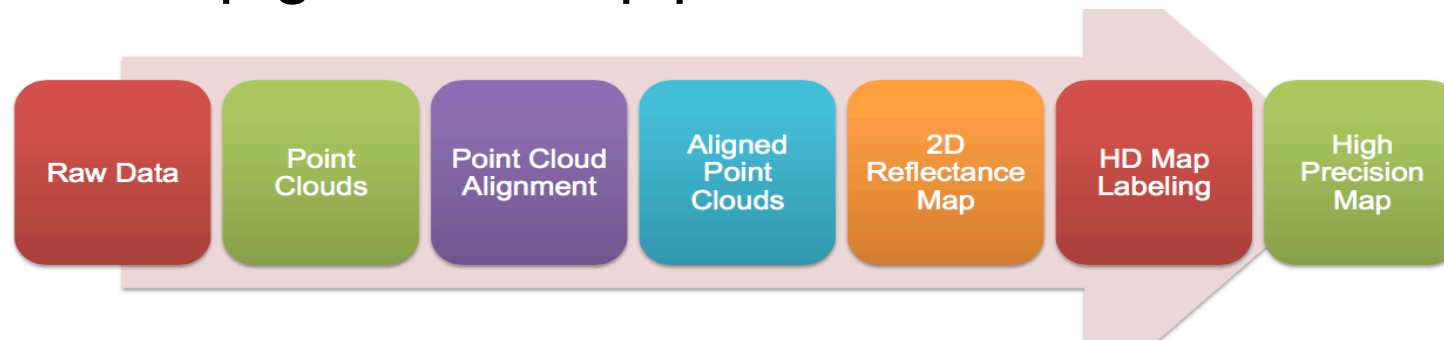 Raw Data
Point
Clouds
Point Cloud
Alignment
Aligned
Point
Clouds
2D
Reflectance
Map
HD Map
Labeling
High
Precision
Map